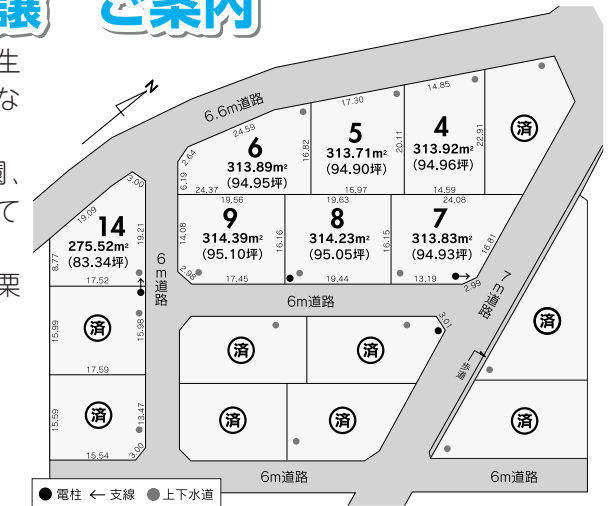 議 ご案内
生
な
園、
て
栗
N
6.6m道路
24.59
17.30
14.85
2.64
6
313.89m²
(94.95坪)
16.82
5
313.71m²
(94.90坪)
20.11
4
313.92m²
(94.96坪)
22.91
済
6.19
24.37
16.97
14.59
3.00
19.09
14
275.52m²
(83.34坪)
19.21
8.77
17.52
6m道路
19.56
19.63
24.08
14.08
9
314.39m²
(95.10坪)
16.16
8
314.23m²
(95.05坪)
16.15
7
313.83m²
(94.93坪)
16.81
2.98
17.45
19.44
13.19
2.99
7m道路
6m道路
3.01
15.99
済
15.98
17.59
済
済
済
歩道
15.59
済
13.47
15.54
3.00
済
済
済
6m道路
6m道路
●電柱 ←支線 ●上下水道